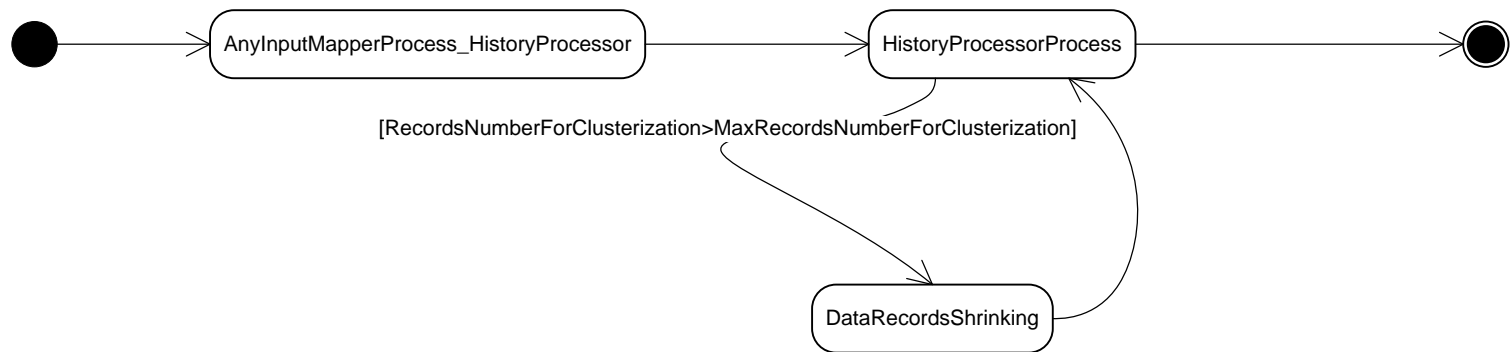 AnyInputMapperProcess_HistoryProcessor
HistoryProcessorProcess
[RecordsNumberForClusterization>MaxRecordsNumberForClusterization]
DataRecordsShrinking